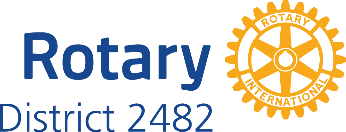 Rotary
District 2482
ROTARY
INTERNATIONAL